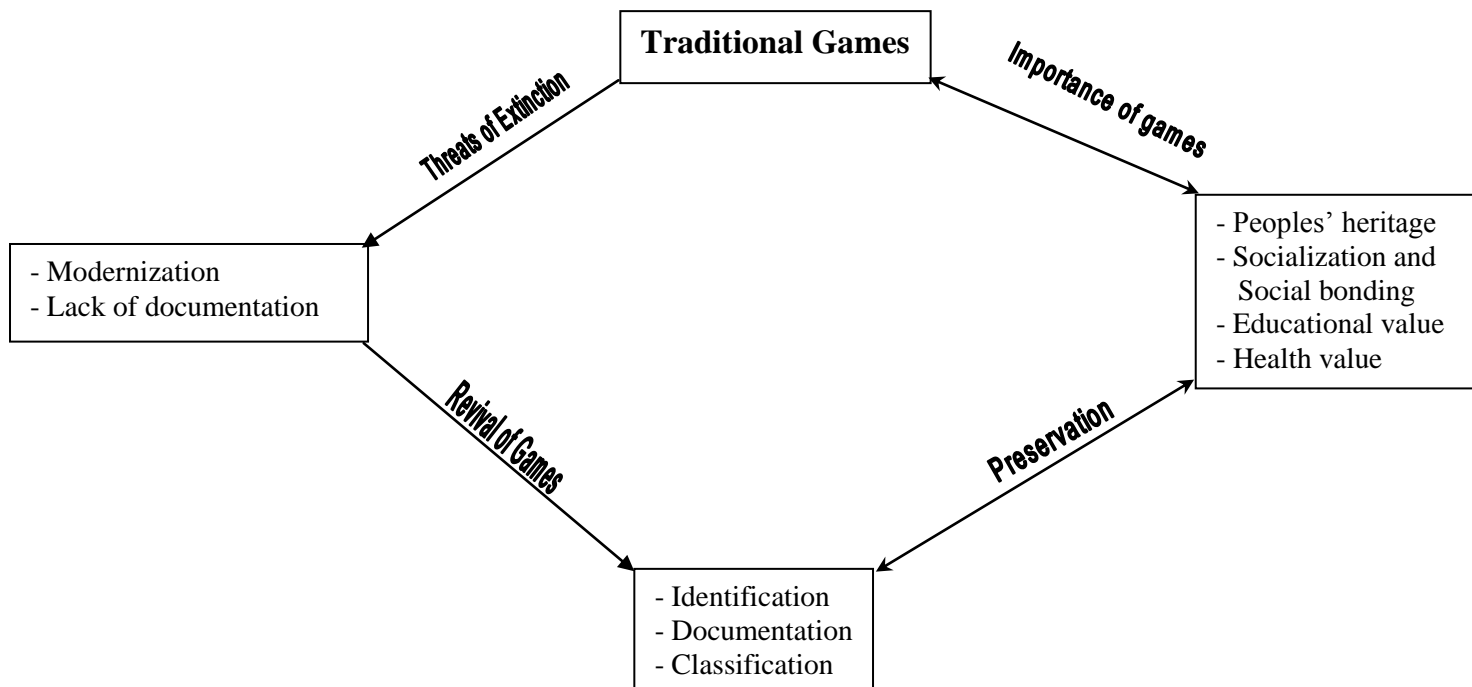 Traditional Games
Threats of Extinction
Importance of games
- Modernization
- Lack of documentation
- Peoples’ heritage
- Socialization and
Social bonding
- Educational value
- Health value
Revival of Games
Preservation
- Identification
- Documentation
- Classification